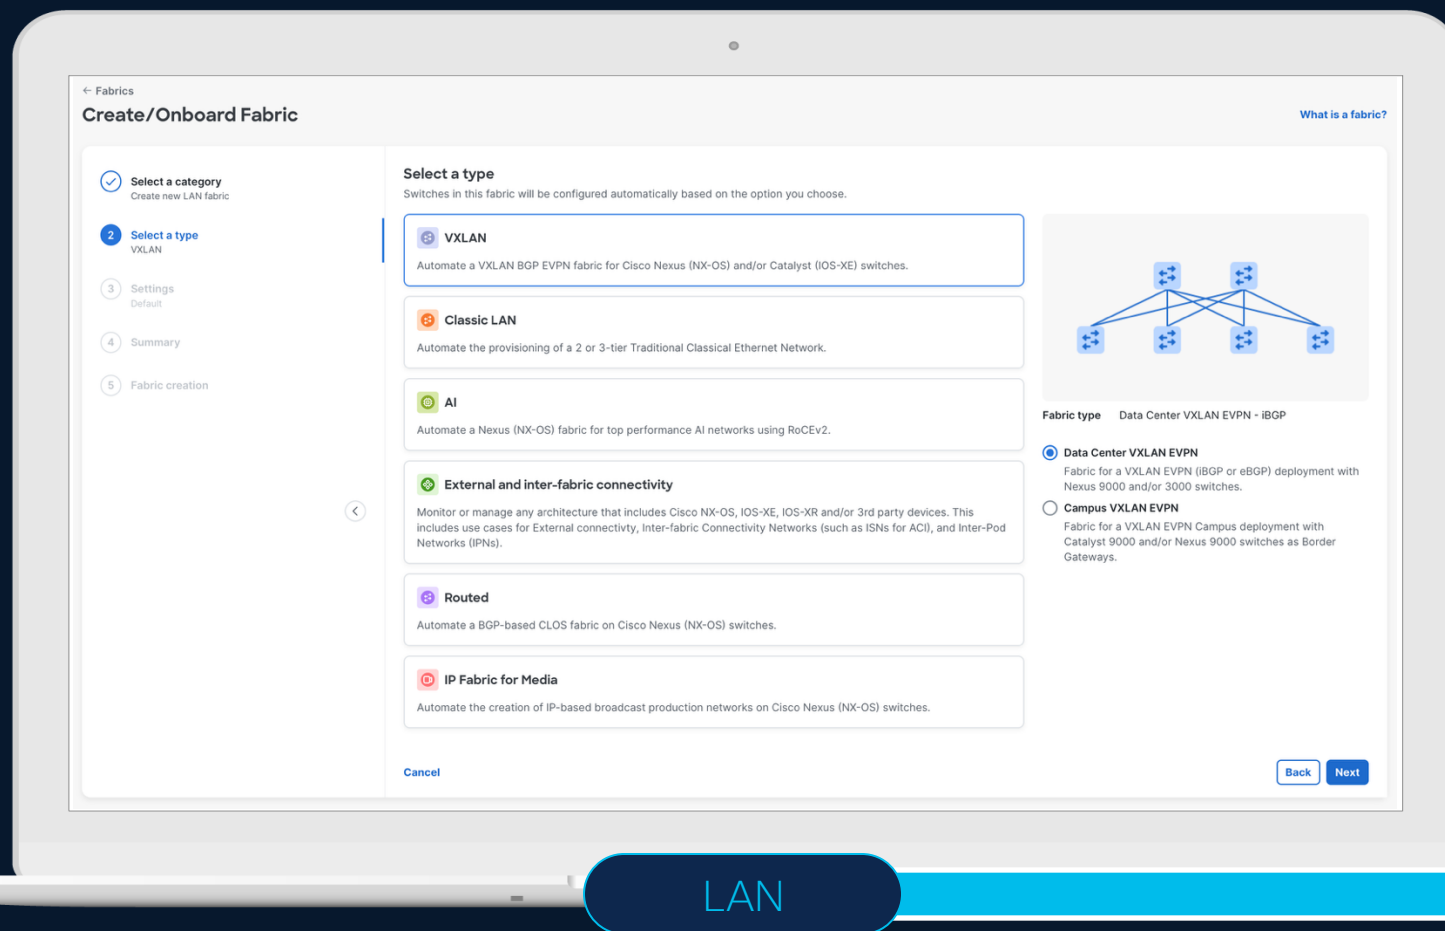 ← Fabrics
Create/Onboard Fabric
What is a fabric?
Select a category
Create new LAN fabric
2 Select a type
VXLAN
3 Settings
Default
4 Summary
5 Fabric creation
Select a type
Switches in this fabric will be configured automatically based on the option you choose.
VXLAN
Automate a VXLAN BGP EVPN fabric for Cisco Nexus (NX-OS) and/or Catalyst (IOS-XE) switches.
Classic LAN
Automate the provisioning of a 2 or 3-tier Traditional Classical Ethernet Network.
AI
Automate a Nexus (NX-OS) fabric for top performance AI networks using RoCEv2.
External and inter-fabric connectivity
Monitor or manage any architecture that includes Cisco NX-OS, IOS-XE, IOS-XR and/or 3rd party devices. This
includes use cases for External connectivty, Inter-fabric Connectivity Networks (such as ISNs for ACI), and Inter-Pod
Networks (IPNs).
Routed
Automate a BGP-based CLOS fabric on Cisco Nexus (NX-OS) switches.
IP Fabric for Media
Automate the creation of IP-based broadcast production networks on Cisco Nexus (NX-OS) switches.
Fabric type Data Center VXLAN EVPN - iBGP
Data Center VXLAN EVPN
Fabric for a VXLAN EVPN (iBGP or eBGP) deployment with
Nexus 9000 and/or 3000 switches.
Campus VXLAN EVPN
Fabric for a VXLAN EVPN Campus deployment with
Catalyst 9000 and/or Nexus 9000 switches as Border
Gateways.
Cancel
Back
Next
LAN